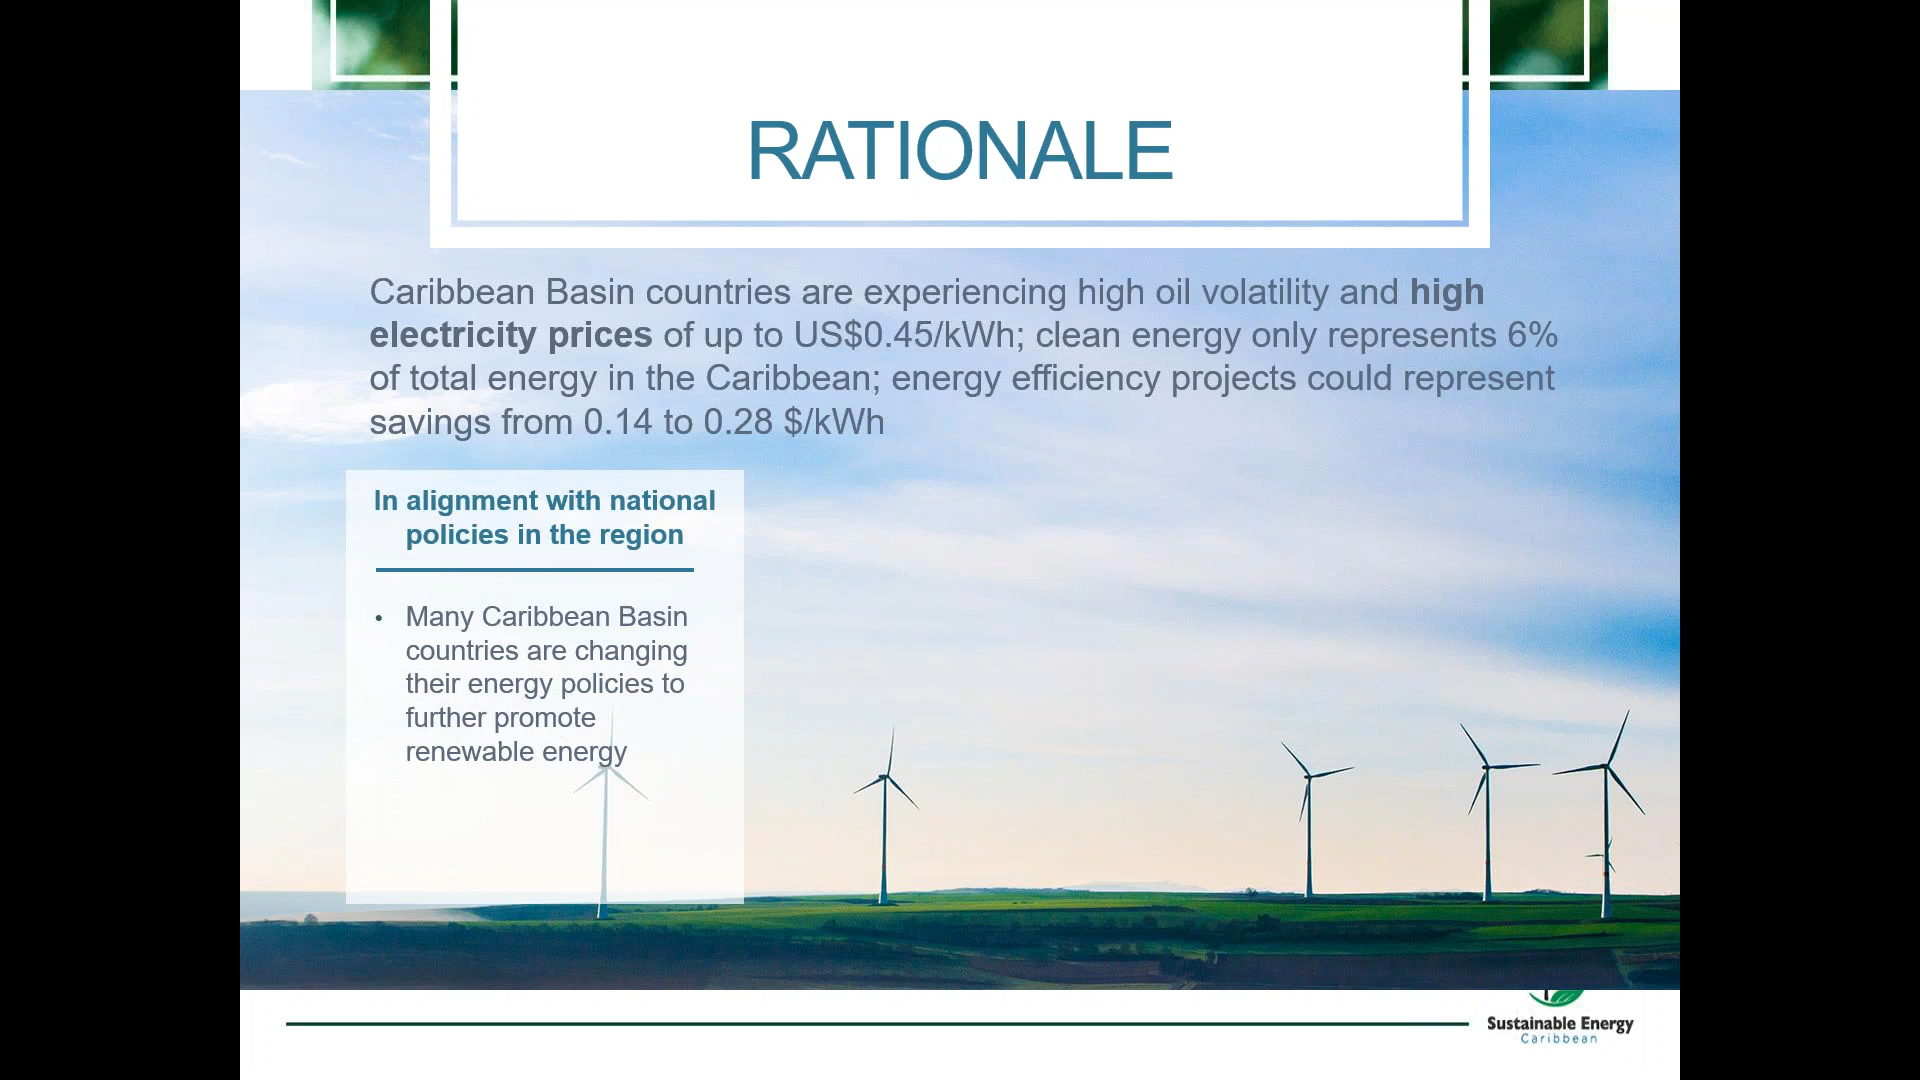 RATIONALE
Caribbean Basin countries are experiencing high oil volatility and high
electricity prices of up to US$0.45/kWh; clean energy only represents 6%
of total energy in the Caribbean; energy efficiency projects could represent
savings from 0.14 to 0.28 $/kWh
In alignment with national
policies in the region
• Many Caribbean Basin
countries are changing
their energy policies to
further promote
renewable energy
Sustainable Energy
Caribbean